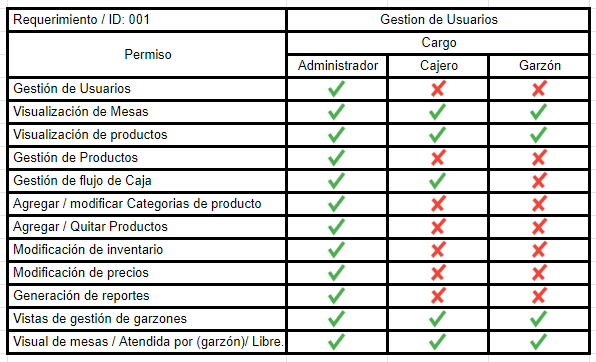 Requerimiento / ID: 001 Gestion de Usuarios
Permiso Cargo
Administrador Cajero Garzón
Gestión de Usuarios
Visualización de Mesas
Visualización de productos
Gestión de Productos
Gestión de flujo de Caja
Agregar / modificar Categorias de producto
Agregar / Quitar Productos
Modificación de inventario
Modificación de precios
Generación de reportes
Vistas de gestión de garzones
Visual de mesas / Atendida por (garzón)/ Libre.